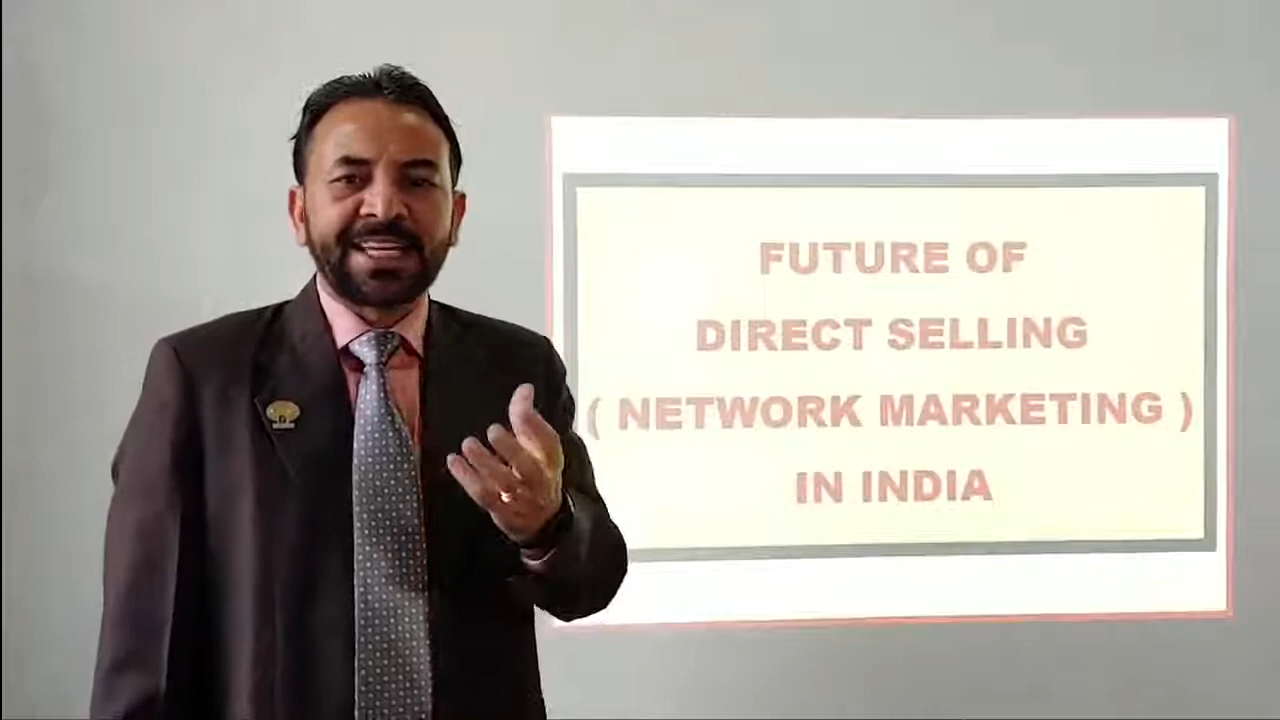 FUTURE OF
DIRECT SELLING
( NETWORK MARKETING )
IN INDIA